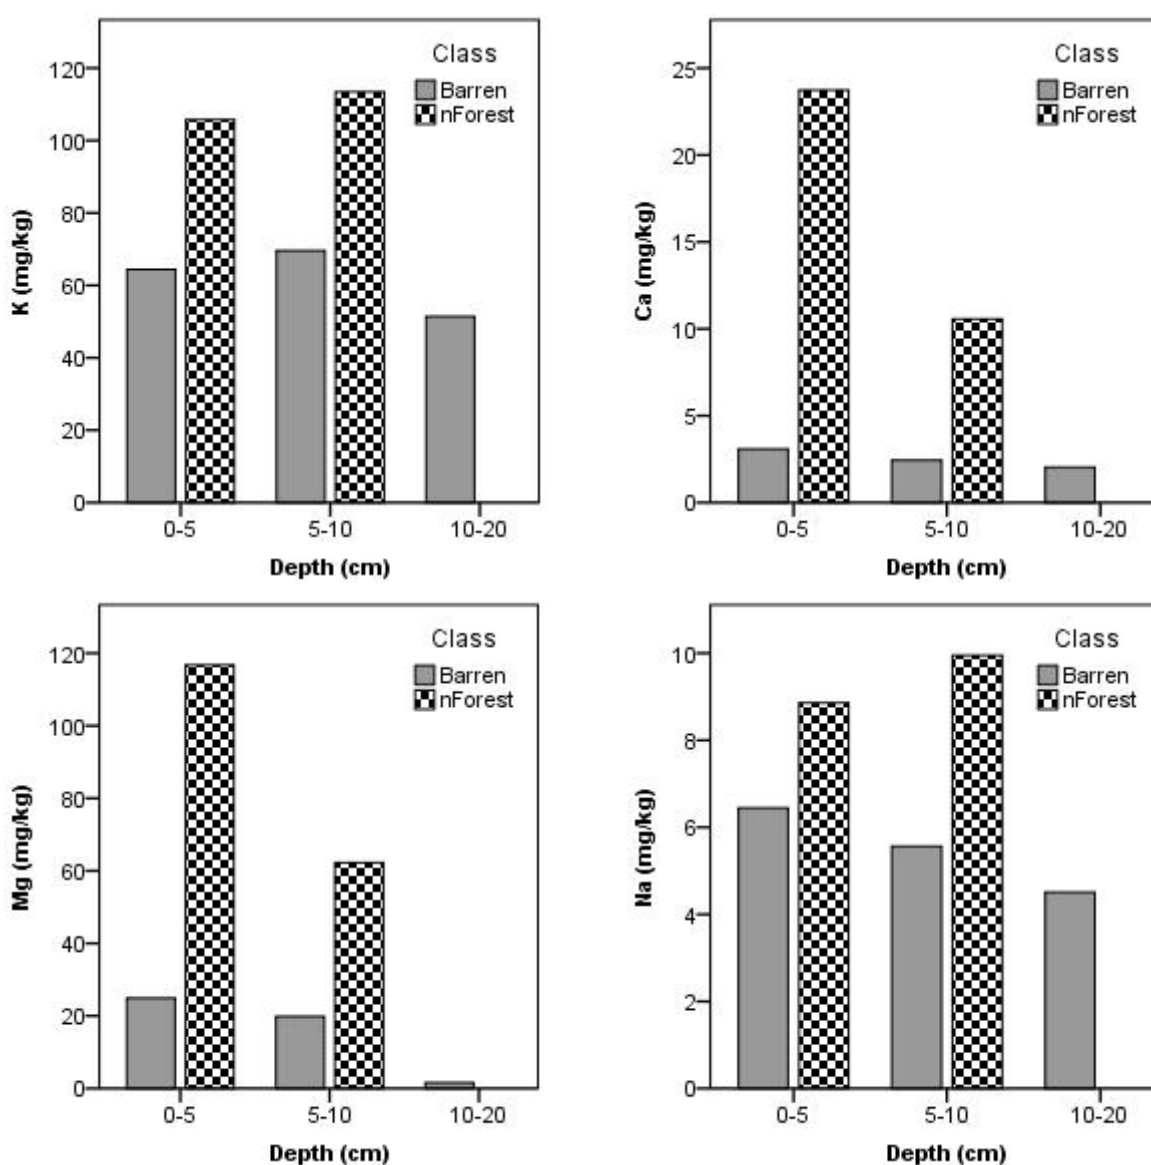 Class
Barren
nForest
120
100
80
60
40
20
0
K (mg/kg)
0-5 5-10 10-20
Depth (cm)
Class
Barren
nForest
25
20
15
10
5
0
Ca (mg/kg)
0-5 5-10 10-20
Depth (cm)
Class
Barren
nForest
120
100
80
60
40
20
0
Mg (mg/kg)
0-5 5-10 10-20
Depth (cm)
Class
Barren
nForest
10
8
6
4
2
0
Na (mg/kg)
0-5 5-10 10-20
Depth (cm)